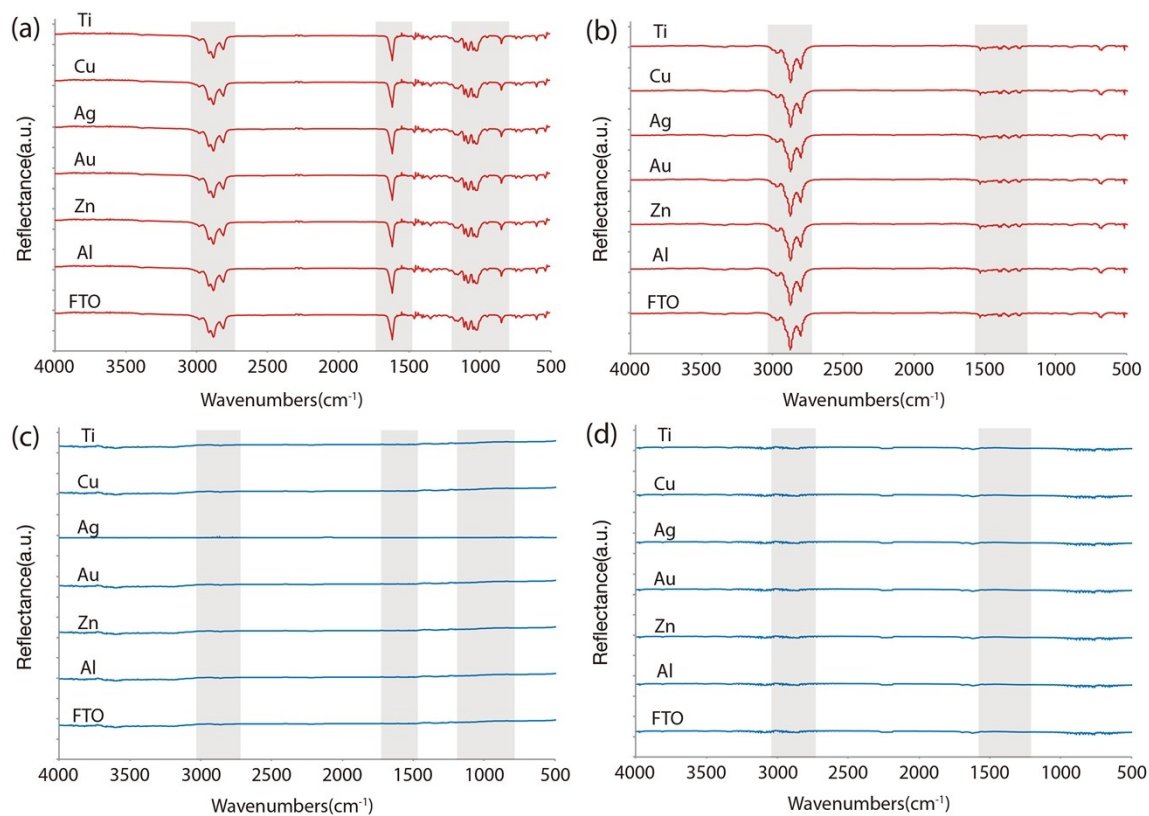 (a)
Ti
Cu
Ag
Au
Zn
Al
FTO
Reflectance(a.u.)
4000 3500 3000 2500 2000 1500 1000 500
Wavenumbers(cm⁻¹)
(b)
Ti
Cu
Ag
Au
Zn
Al
FTO
Reflectance(a.u.)
4000 3500 3000 2500 2000 1500 1000 500
Wavenumbers(cm⁻¹)
(c)
Ti
Cu
Ag
Au
Zn
Al
FTO
Reflectance(a.u.)
4000 3500 3000 2500 2000 1500 1000 500
Wavenumbers(cm⁻¹)
(d)
Ti
Cu
Ag
Au
Zn
Al
FTO
Reflectance(a.u.)
4000 3500 3000 2500 2000 1500 1000 500
Wavenumbers(cm⁻¹)